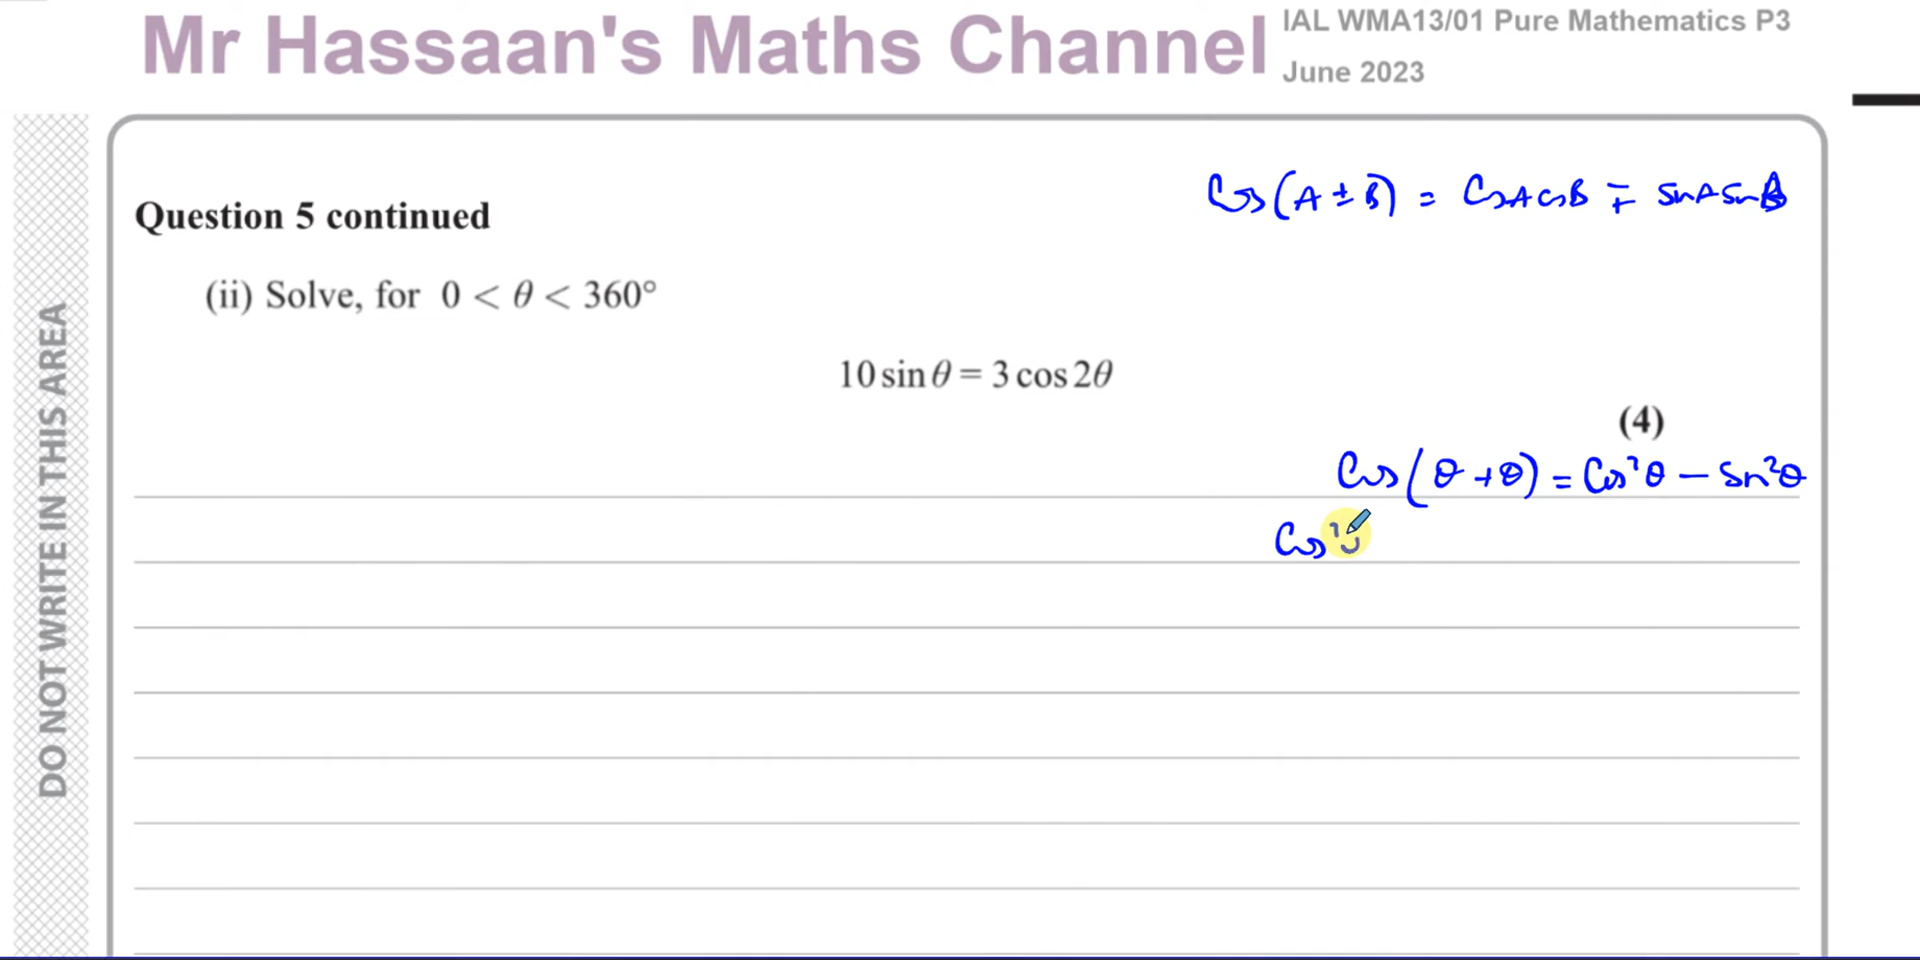 Mr Hassaan's Maths Channel
IAL WMA13/01 Pure Mathematics P3
June 2023
Cos(A ± B) = CosAcosB ∓ sinAsinB
Question 5 continued
(ii) Solve, for 0 < θ < 360°
10 sin θ = 3 cos 2θ
(4)
Cos(θ + θ) = Cos²θ − Sin²θ
Cos
DO NOT WRITE IN THIS AREA